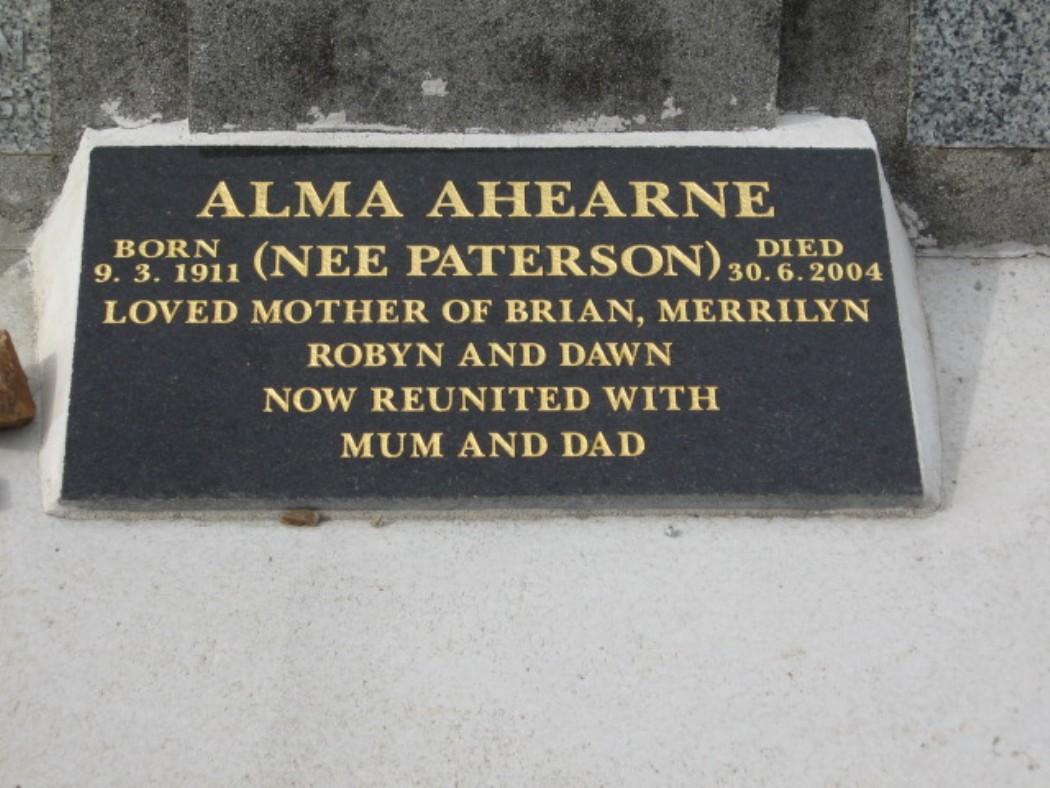 ALMA AHEARNE
BORN (NEE PATERSON) DIED
9. 3. 1911 30. 6. 2004
LOVED MOTHER OF BRIAN, MERRILYN
ROBYN AND DAWN
NOW REUNITED WITH
MUM AND DAD